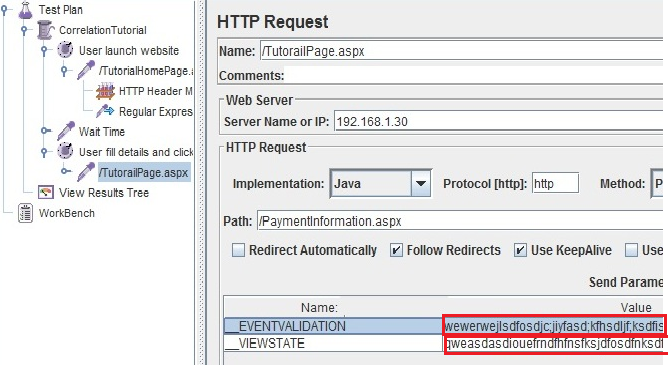 Test Plan
CorrelationTutorial
User launch website
/TutorialHomePage.a
HTTP Header M
Regular Expres
Wait Time
User fill details and click
/TutorailPage.aspx
View Results Tree
WorkBench
HTTP Request
Name: /TutorailPage.aspx
Comments:
Web Server
Server Name or IP: 192.168.1.30
HTTP Request
Implementation: Java Protocol [http]: http Method: P
Path: /PaymentInformation.aspx
Redirect Automatically Follow Redirects Use KeepAlive Use
Send Parame
Name: Value
__EVENTVALIDATION wewerwejlsdfosdjc;jiyfasd;kfhsdljf;ksdfis
__VIEWSTATE qweasdasdiouefrndfhfnsfksjdfosdfnksdf